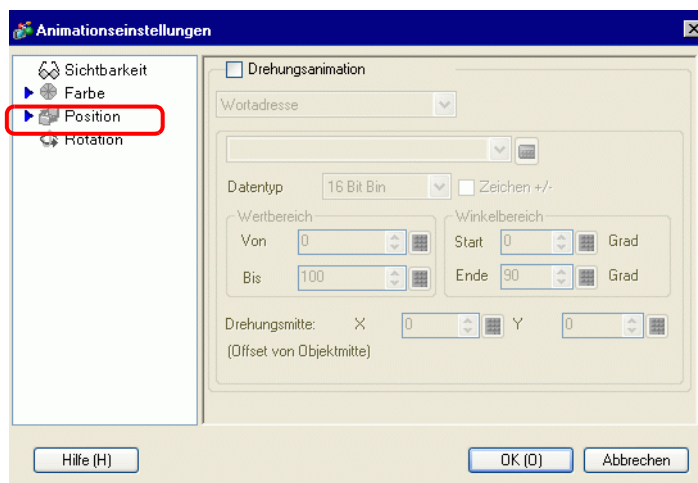 Animationseinstellungen
Sichtbarkeit
Farbe
Position
Rotation
Drehungsanimation
Wortadresse
Datentyp 16 Bit Bin Zeichen +/-
Wertbereich Winkelbereich
Von 0 Start 0 Grad
Bis 100 Ende 90 Grad
Drehungsmitte: X 0 Y 0
(Offset von Objektmitte)
Hilfe (H) OK (O) Abbrechen